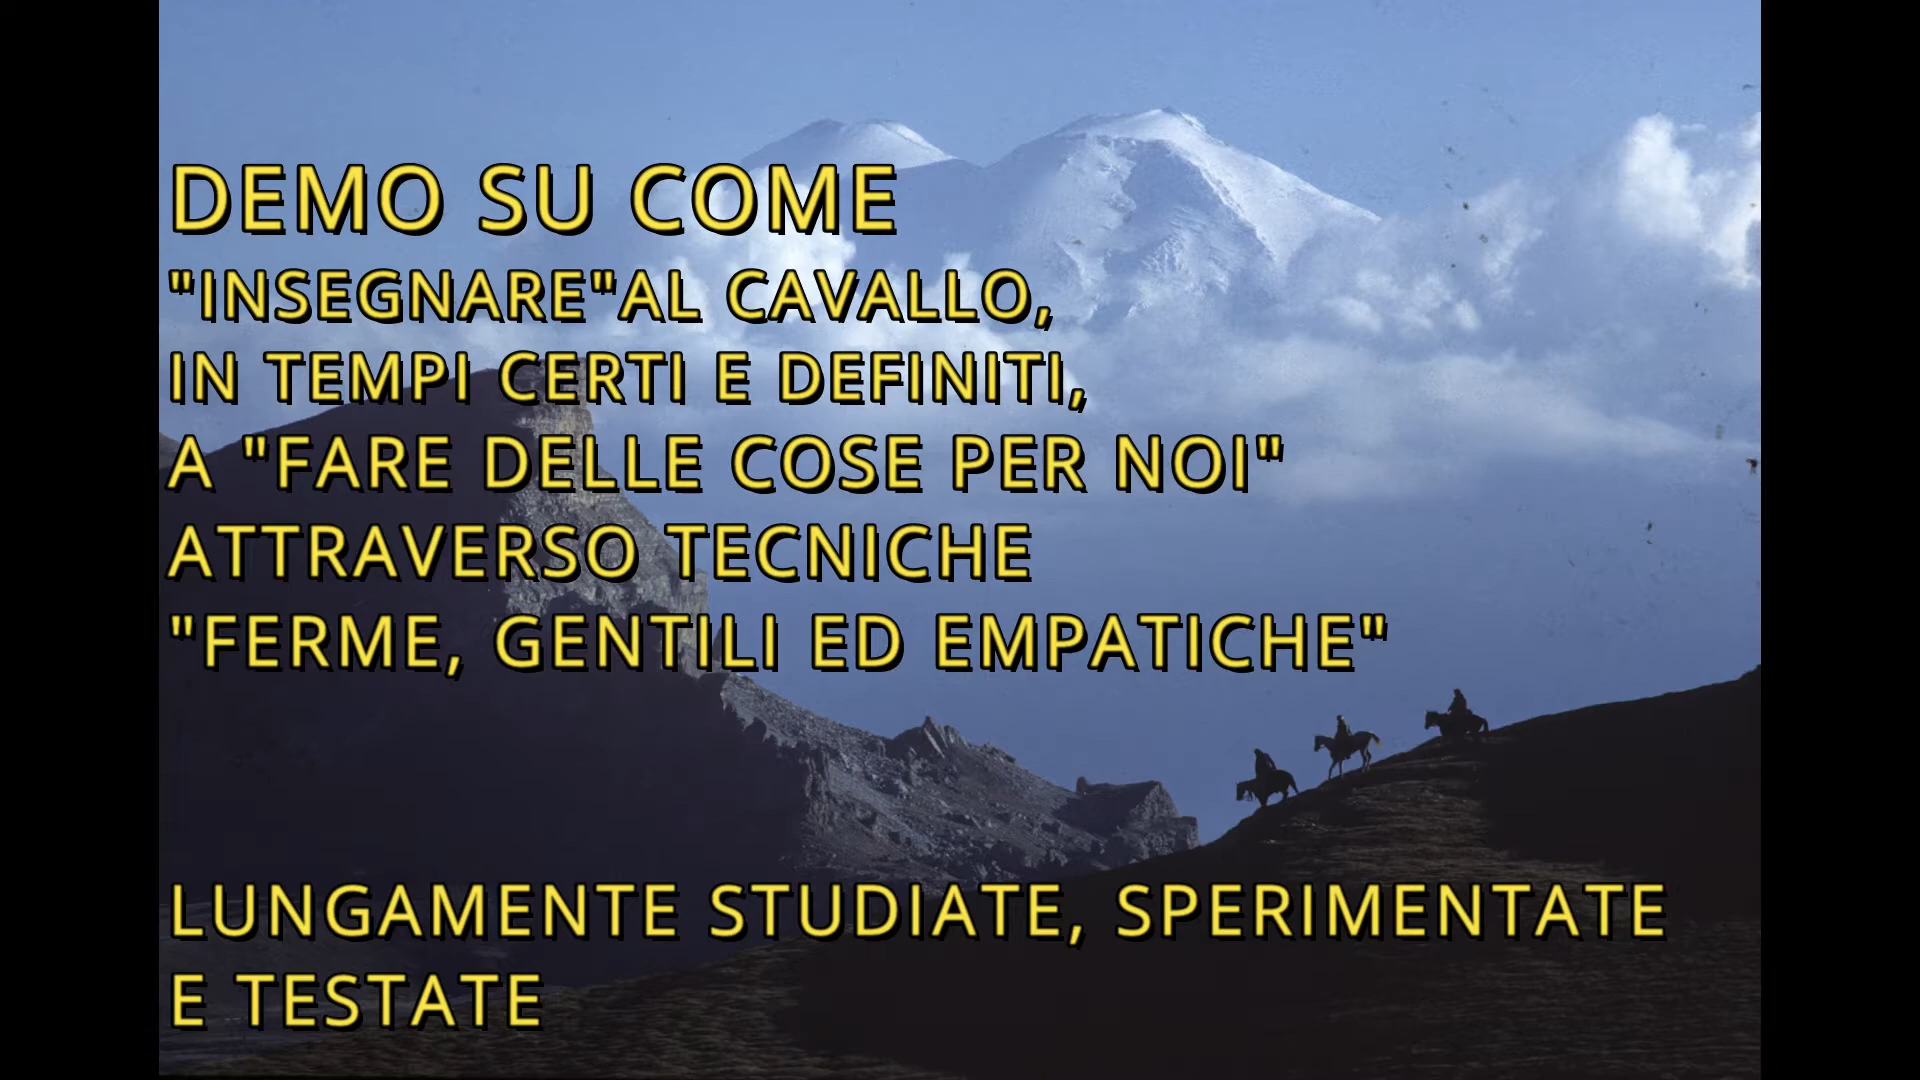 DEMO SU COME
"INSEGNARE"AL CAVALLO,
IN TEMPI CERTI E DEFINITI,
A "FARE DELLE COSE PER NOI"
ATTRAVERSO TECNICHE
"FERME, GENTILI ED EMPATICHE"
LUNGAMENTE STUDIATE, SPERIMENTATE
E TESTATE